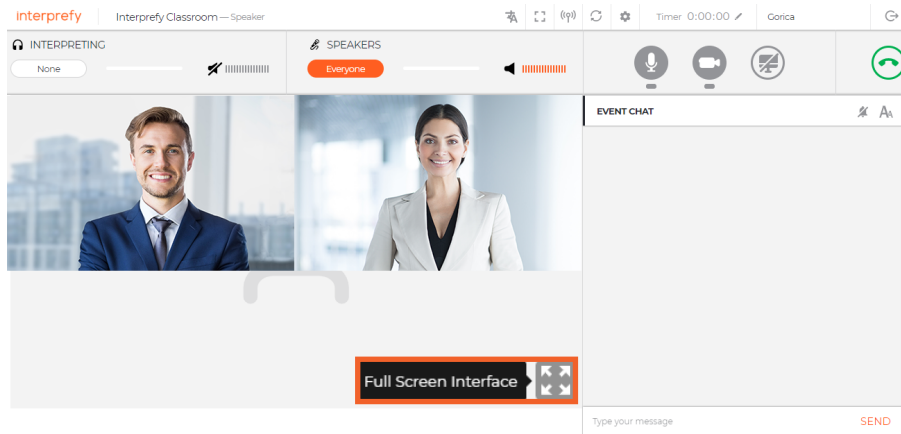 interprefy Interprefy Classroom — Speaker Timer 0:00:00 Gorica
INTERPRETING
None
SPEAKERS
Everyone
EVENT CHAT AA
Full Screen Interface
Type your message SEND